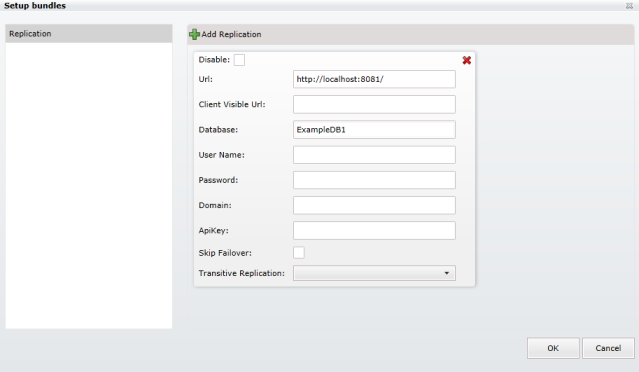 Setup bundles
Replication
Add Replication
Disable:
Url:
http://localhost:8081/
Client Visible Url:
Database:
ExampleDB1
User Name:
Password:
Domain:
ApiKey:
Skip Failover:
Transitive Replication:
OK
Cancel